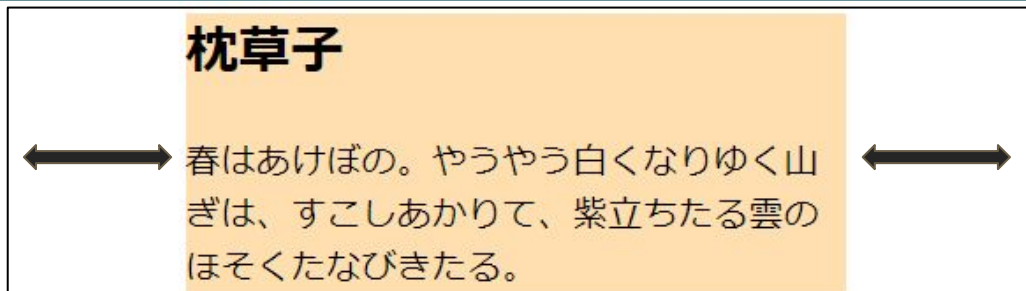 枕草子
春はあけぼの。やうやう白くなりゆく山
ぎは、すこしあかりて、紫立ちたる雲の
ほそくたなびきたる。